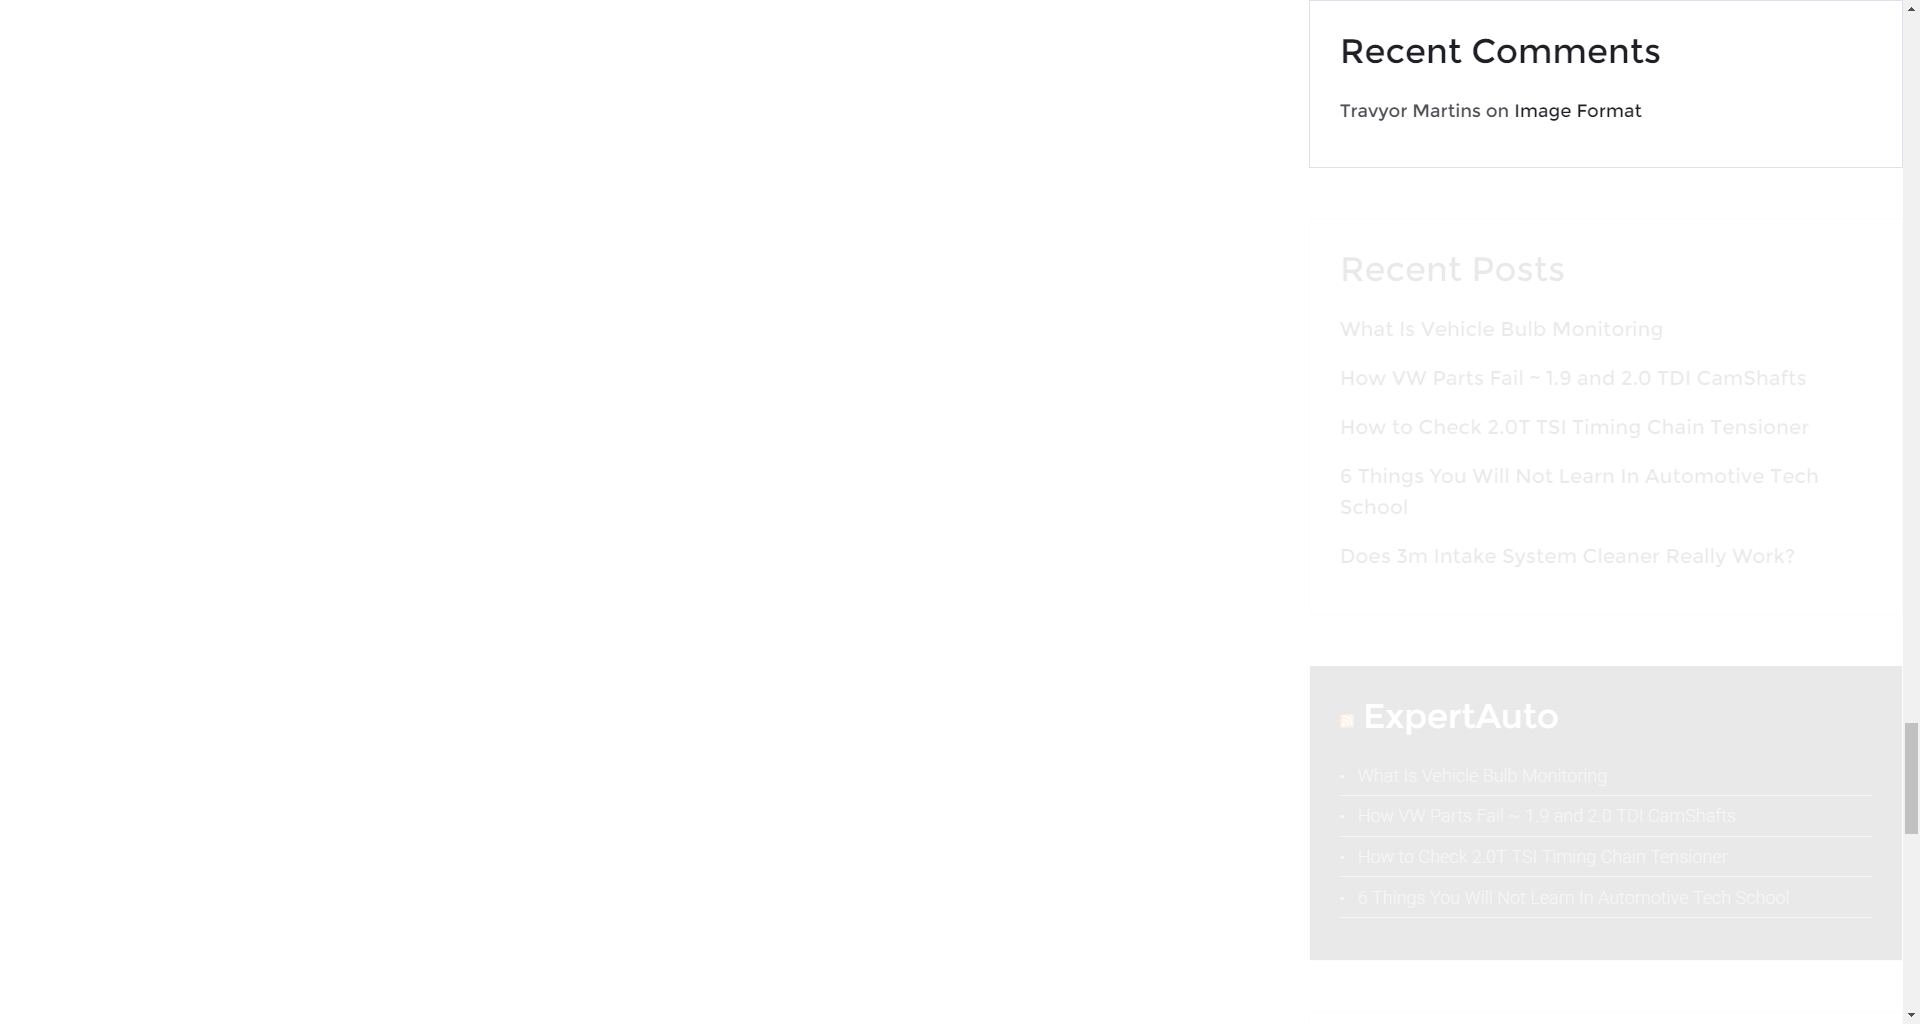 Recent Comments
Travyor Martins on Image Format
Recent Posts
What Is Vehicle Bulb Monitoring
How VW Parts Fail ~ 1.9 and 2.0 TDI CamShafts
How to Check 2.0T TSI Timing Chain Tensioner
6 Things You Will Not Learn In Automotive Tech
School
Does 3m Intake System Cleaner Really Work?
ExpertAuto
• What Is Vehicle Bulb Monitoring
• How VW Parts Fail ~ 1.9 and 2.0 TDI CamShafts
• How to Check 2.0T TSI Timing Chain Tensioner
• 6 Things You Will Not Learn In Automotive Tech School